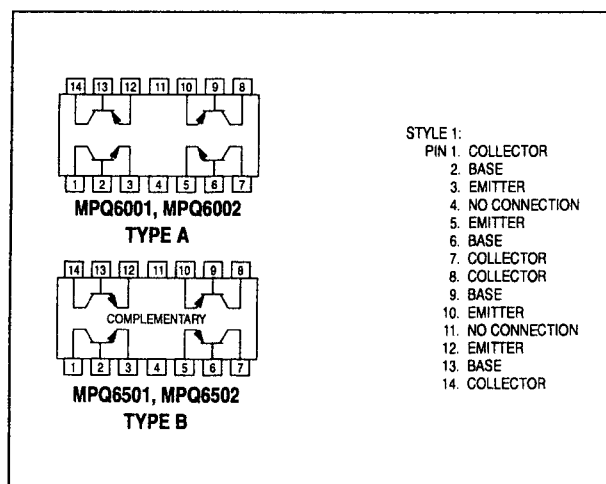 14 13 12 11 10 9 8
1 2 3 4 5 6 7
MPQ6001, MPQ6002
TYPE A
14 13 12 11 10 9 8
COMPLEMENTARY
1 2 3 4 5 6 7
MPQ6501, MPQ6502
TYPE B
STYLE 1:
PIN 1. COLLECTOR
2. BASE
3. EMITTER
4. NO CONNECTION
5. EMITTER
6. BASE
7. COLLECTOR
8. COLLECTOR
9. BASE
10. EMITTER
11. NO CONNECTION
12. EMITTER
13. BASE
14. COLLECTOR